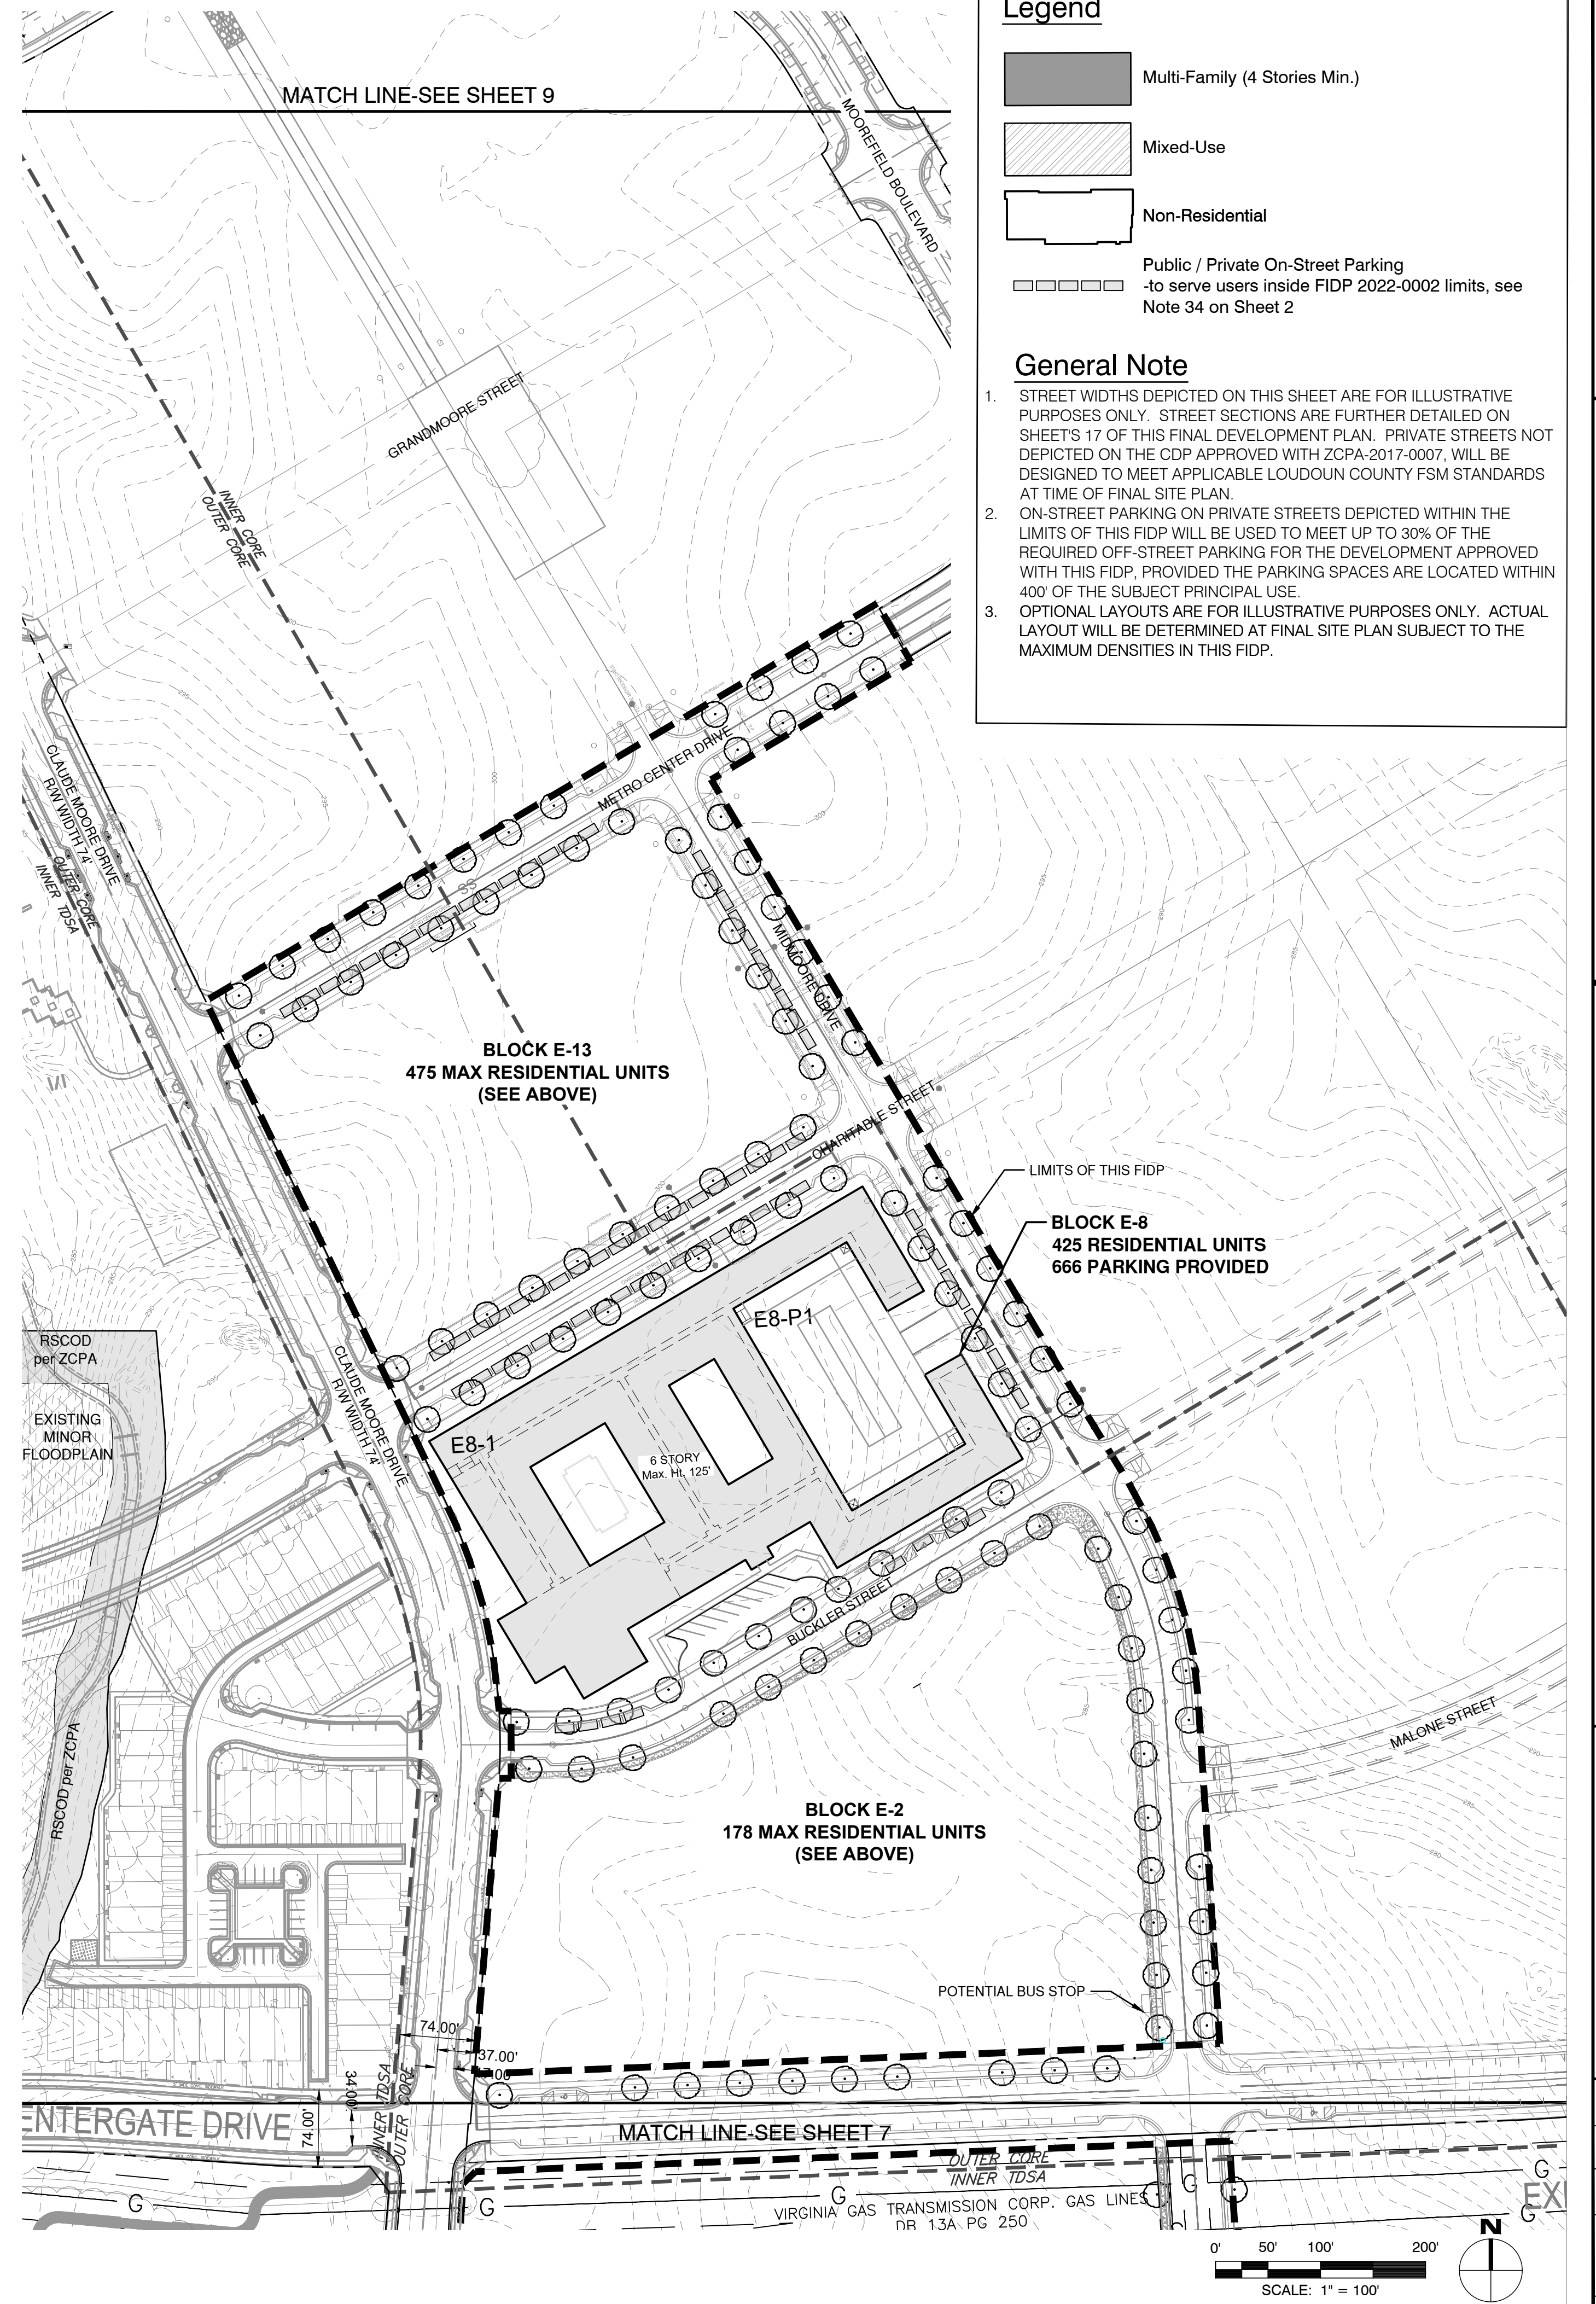 Legend
Multi-Family (4 Stories Min.)
Mixed-Use
Non-Residential
Public / Private On-Street Parking
-to serve users inside FIDP 2022-0002 limits, see
Note 34 on Sheet 2
General Note
1. STREET WIDTHS DEPICTED ON THIS SHEET ARE FOR ILLUSTRATIVE
PURPOSES ONLY. STREET SECTIONS ARE FURTHER DETAILED ON
SHEET'S 17 OF THIS FINAL DEVELOPMENT PLAN. PRIVATE STREETS NOT
DEPICTED ON THE CDP APPROVED WITH ZCPA-2017-0007, WILL BE
DESIGNED TO MEET APPLICABLE LOUDOUN COUNTY FSM STANDARDS
AT TIME OF FINAL SITE PLAN.
2. ON-STREET PARKING ON PRIVATE STREETS DEPICTED WITHIN THE
LIMITS OF THIS FIDP WILL BE USED TO MEET UP TO 30% OF THE
REQUIRED OFF-STREET PARKING FOR THE DEVELOPMENT APPROVED
WITH THIS FIDP, PROVIDED THE PARKING SPACES ARE LOCATED WITHIN
400' OF THE SUBJECT PRINCIPAL USE.
3. OPTIONAL LAYOUTS ARE FOR ILLUSTRATIVE PURPOSES ONLY. ACTUAL
LAYOUT WILL BE DETERMINED AT FINAL SITE PLAN SUBJECT TO THE
MAXIMUM DENSITIES IN THIS FIDP.
MATCH LINE-SEE SHEET 9
MOOREFIELD BOULEVARD
GRANDMOORE STREET
INNER CORE
OUTER CORE
METRO CENTER DRIVE
CLAUDE MOORE DRIVE
R/W WIDTH 74'
OUTER CORE
INNER TDSA
MIDMOORE DRIVE
BLOCK E-13
475 MAX RESIDENTIAL UNITS
(SEE ABOVE)
CHARITABLE STREET
LIMITS OF THIS FIDP
BLOCK E-8
425 RESIDENTIAL UNITS
666 PARKING PROVIDED
E8-P1
RSCOD
per ZCPA
EXISTING
MINOR
FLOODPLAIN
CLAUDE MOORE DRIVE
R/W WIDTH 74'
E8-1
6 STORY
Max. Ht. 125'
BUCKLER STREET
MALONE STREET
RSCOD per ZCPA
BLOCK E-2
178 MAX RESIDENTIAL UNITS
(SEE ABOVE)
POTENTIAL BUS STOP
74.00'
37.00'
34.00'
74.00'
INNER TDSA
OUTER CORE
ENTERGATE DRIVE
MATCH LINE-SEE SHEET 7
OUTER CORE
INNER TDSA
G
G
G
G
G
G
EXI
VIRGINIA GAS TRANSMISSION CORP. GAS LINES
DB 13A PG 250
N
0' 50' 100' 200'
SCALE: 1" = 100'